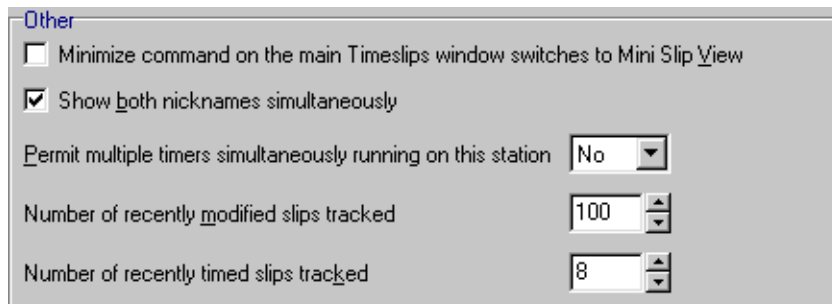 Other
Minimize command on the main Timeslips window switches to Mini Slip View
Show both nicknames simultaneously
Permit multiple timers simultaneously running on this station No
Number of recently modified slips tracked 100
Number of recently timed slips tracked 8